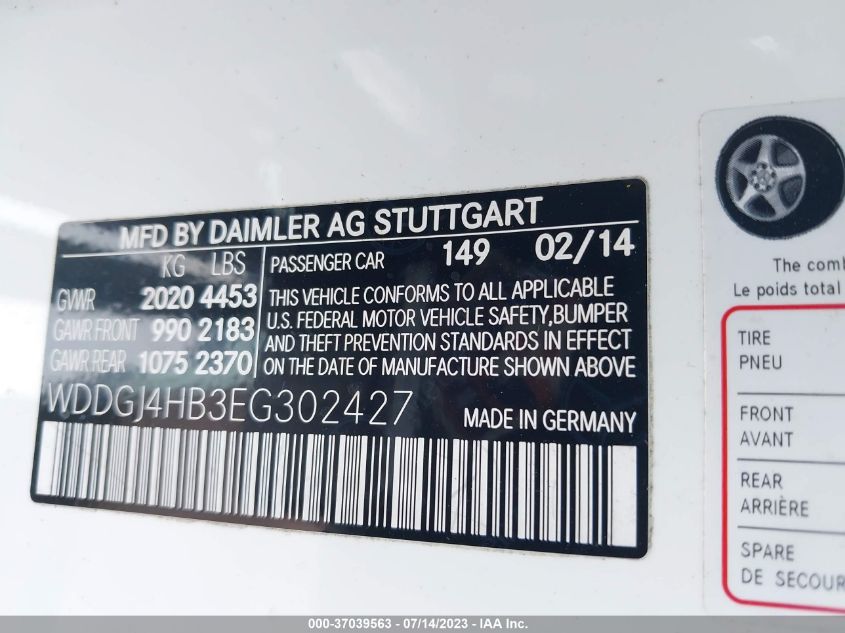 MFD BY DAIMLER AG STUTTGART
KG LBS
GVWR 2020 4453
GAWR FRONT 990 2183
GAWR REAR 1075 2370
PASSENGER CAR 149 02/14
THIS VEHICLE CONFORMS TO ALL APPLICABLE
U.S. FEDERAL MOTOR VEHICLE SAFETY,BUMPER
AND THEFT PREVENTION STANDARDS IN EFFECT
ON THE DATE OF MANUFACTURE SHOWN ABOVE
WDDGJ4HB3EG302427
MADE IN GERMANY
The comb
Le poids total
TIRE
PNEU
FRONT
AVANT
REAR
ARRIÈRE
SPARE
DE SECOUR
000-37039563 - 07/14/2023 - IAA Inc.